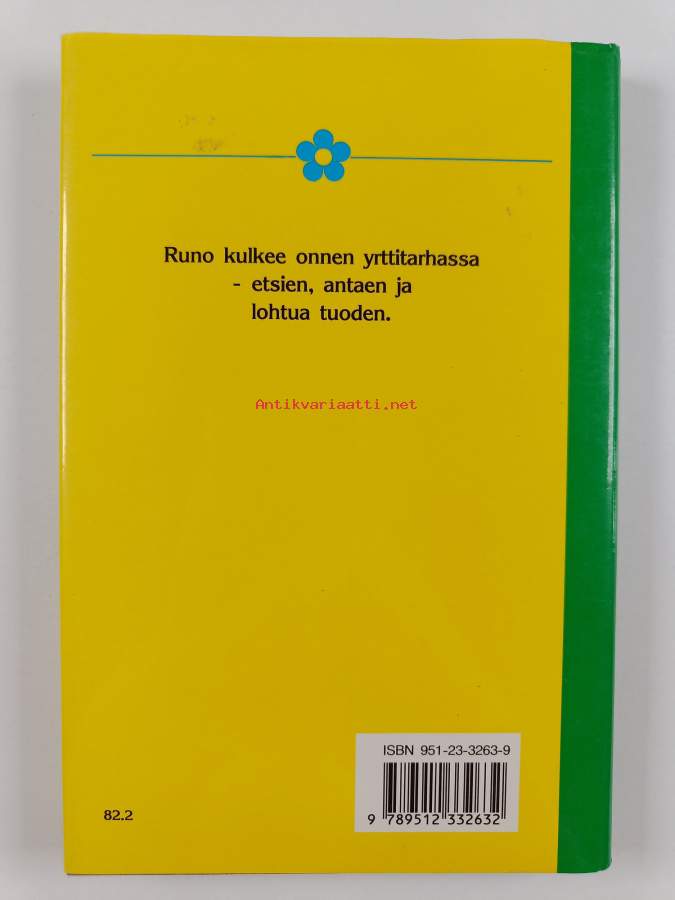 Runo kulkee onnen yrttitarhassa
- etsien, antaen ja
lohtua tuoden.
Antikvariaatti.net
ISBN 951-23-3263-9
9 789512 332632
82.2